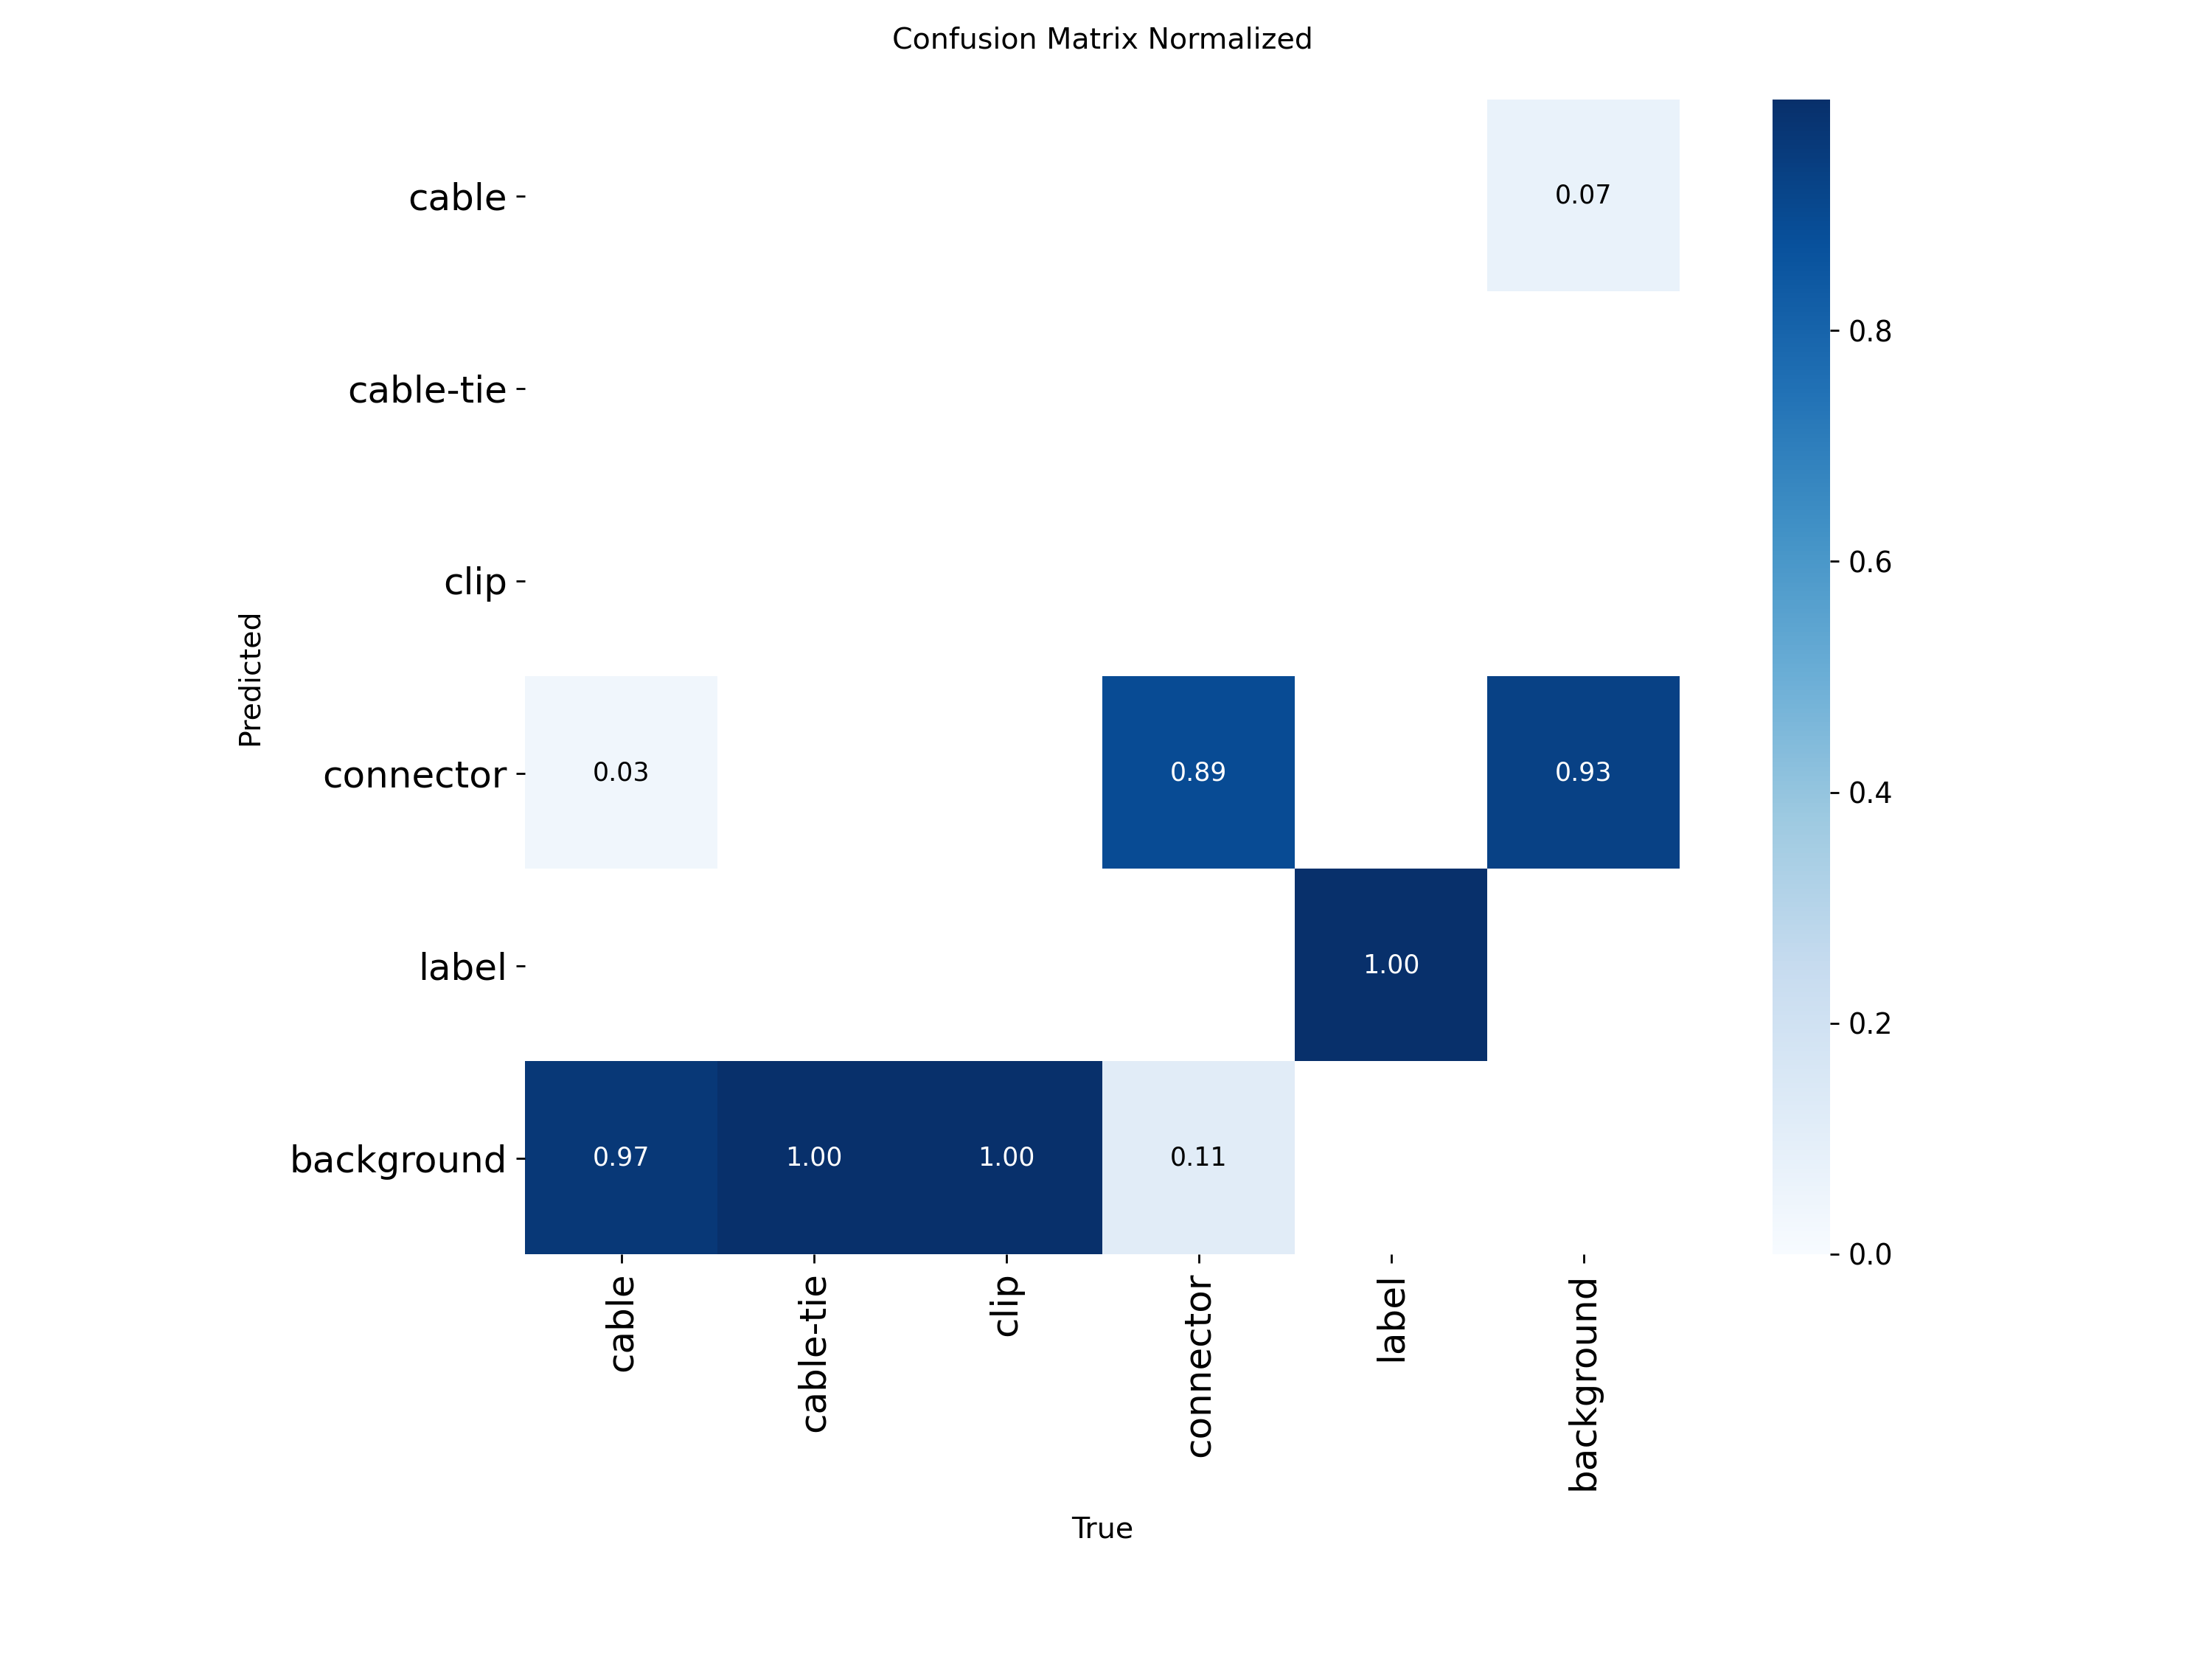 Confusion Matrix Normalized
cable
0.07
0.8
cable-tie
clip
0.6
Predicted
connector
0.03
0.89
0.93
0.4
label
1.00
0.2
background
0.97
1.00
1.00
0.11
0.0
cable
cable-tie
clip
connector
label
background
True